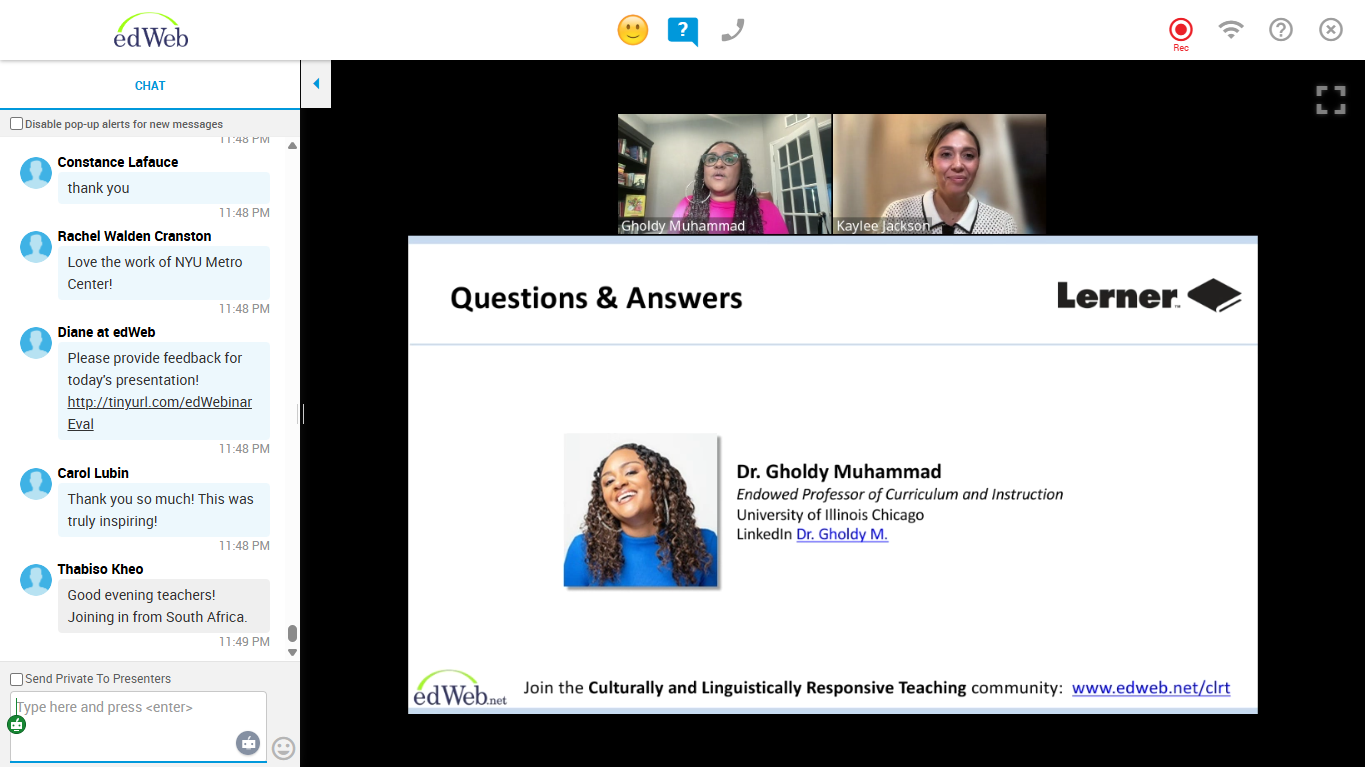 edWeb
Rec
CHAT
Disable pop-up alerts for new messages
11:48 PM
Constance Lafauce
thank you
11:48 PM
Rachel Walden Cranston
Love the work of NYU Metro
Center!
11:48 PM
Diane at edWeb
Please provide feedback for
today's presentation!
http://tinyurl.com/edWebinar
Eval
11:48 PM
Carol Lubin
Thank you so much! This was
truly inspiring!
11:48 PM
Thabiso Kheo
Good evening teachers!
Joining in from South Africa.
11:49 PM
Send Private To Presenters
Type here and press <enter>
Gholdy Muhammad
Kaylee Jackson
Questions & Answers
Lerner™
Dr. Gholdy Muhammad
Endowed Professor of Curriculum and Instruction
University of Illinois Chicago
LinkedIn Dr. Gholdy M.
edWeb.net
Join the Culturally and Linguistically Responsive Teaching community: www.edweb.net/clrt